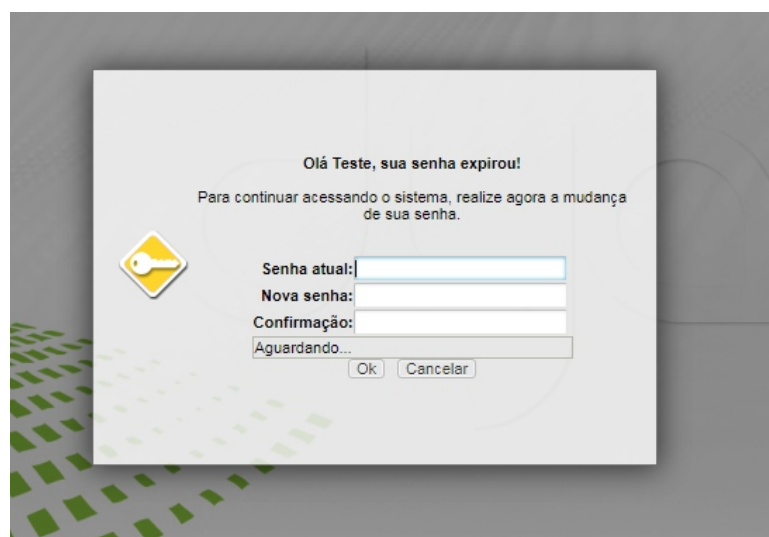 Olá Teste, sua senha expirou!
Para continuar acessando o sistema, realize agora a mudança
de sua senha.
Senha atual:
Nova senha:
Confirmação:
Aguardando...
Ok Cancelar